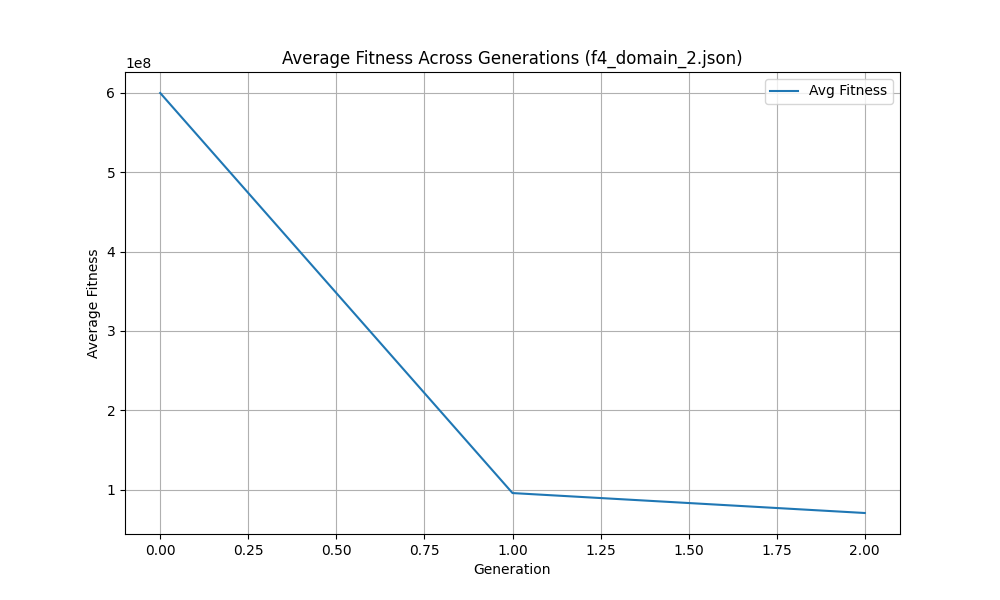 Average Fitness Across Generations (f4_domain_2.json)
1e8
Avg Fitness
6
5
4
3
2
1
Average Fitness
0.00 0.25 0.50 0.75 1.00 1.25 1.50 1.75 2.00
Generation